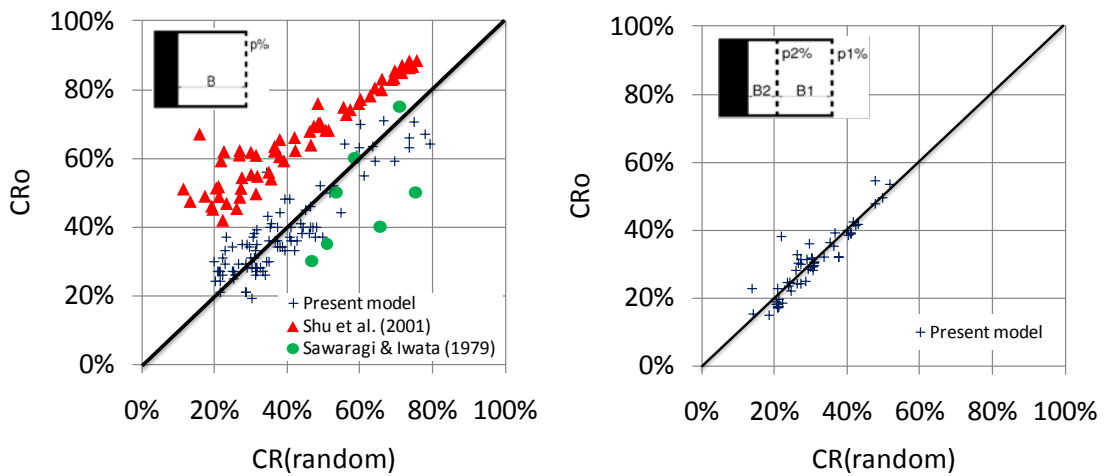 100%
80%
60%
40%
20%
0%
CRo
p%
B
Present model
Shu et al. (2001)
Sawaragi & Iwata (1979)
0% 20% 40% 60% 80% 100%
CR(random)
100%
80%
60%
40%
20%
0%
CRo
p2% p1%
B2 B1
Present model
0% 20% 40% 60% 80% 100%
CR(random)